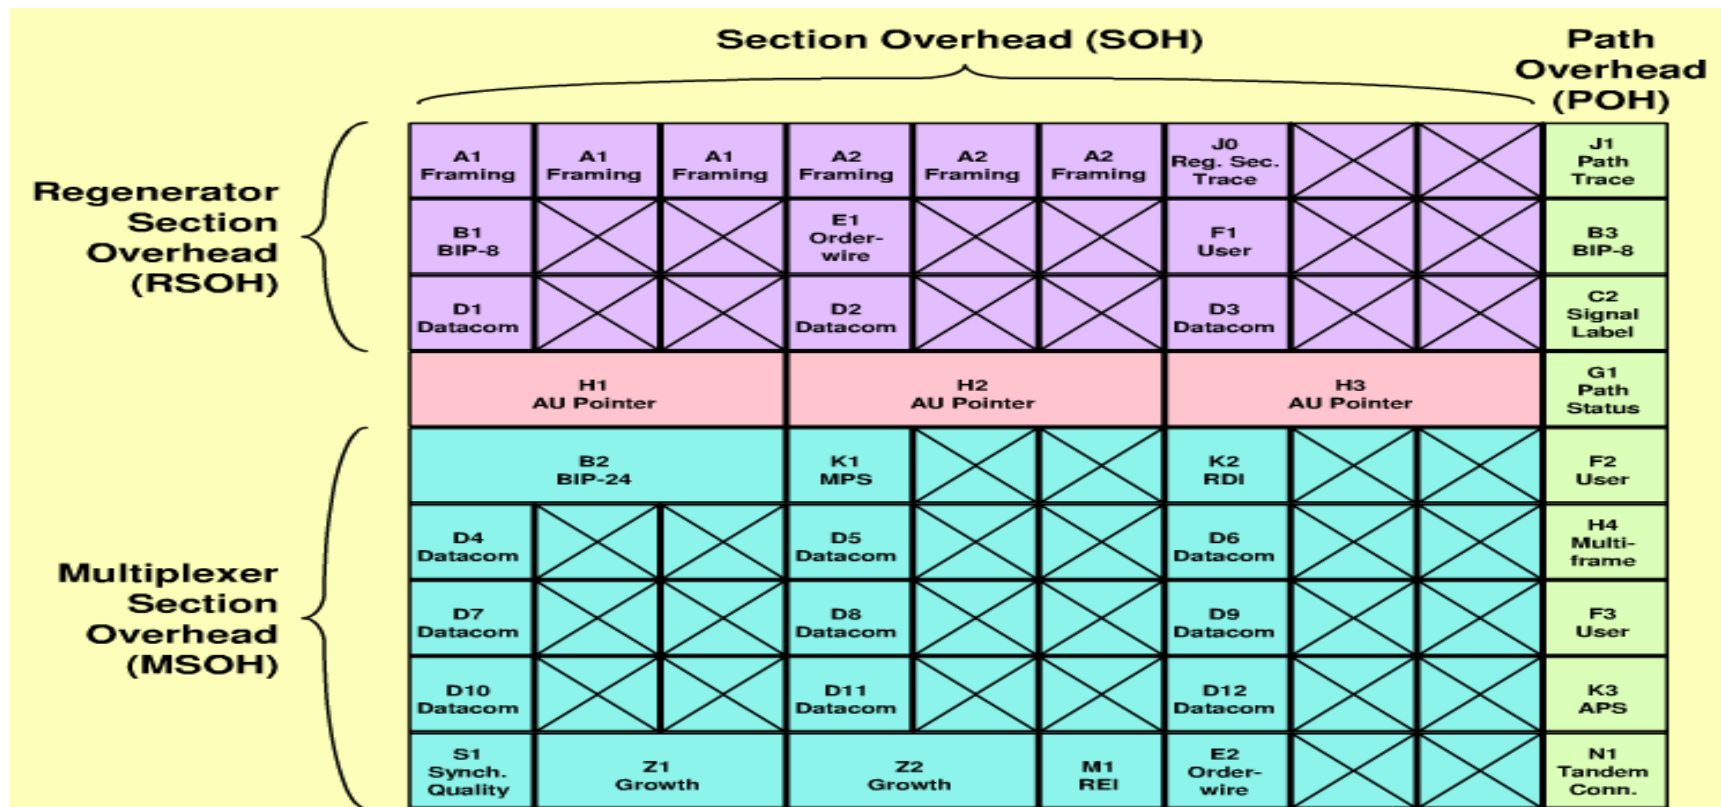 Section Overhead (SOH)
Path
Overhead
(POH)
Regenerator
Section
Overhead
(RSOH)
A1
Framing
A1
Framing
A1
Framing
A2
Framing
A2
Framing
A2
Framing
J0
Reg. Sec.
Trace
J1
Path
Trace
B1
BIP-8
E1
Order-
wire
F1
User
B3
BIP-8
D1
Datacom
D2
Datacom
D3
Datacom
C2
Signal
Label
H1
AU Pointer
H2
AU Pointer
H3
AU Pointer
G1
Path
Status
Multiplexer
Section
Overhead
(MSOH)
B2
BIP-24
K1
MPS
K2
RDI
F2
User
D4
Datacom
D5
Datacom
D6
Datacom
H4
Multi-
frame
D7
Datacom
D8
Datacom
D9
Datacom
F3
User
D10
Datacom
D11
Datacom
D12
Datacom
K3
APS
S1
Synch.
Quality
Z1
Growth
Z2
Growth
M1
REI
E2
Order-
wire
N1
Tandem
Conn.